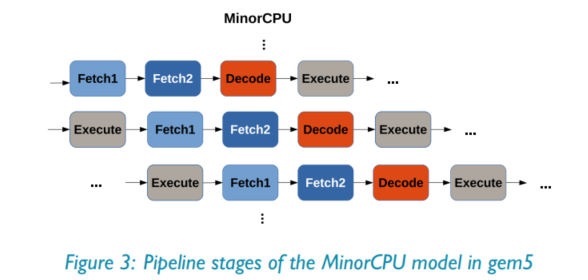 MinorCPU
⋮
Fetch1 Fetch2 Decode Execute ...
Execute Fetch1 Fetch2 Decode Execute ...
... Execute Fetch1 Fetch2 Decode Execute ...
⋮
Figure 3: Pipeline stages of the MinorCPU model in gem5